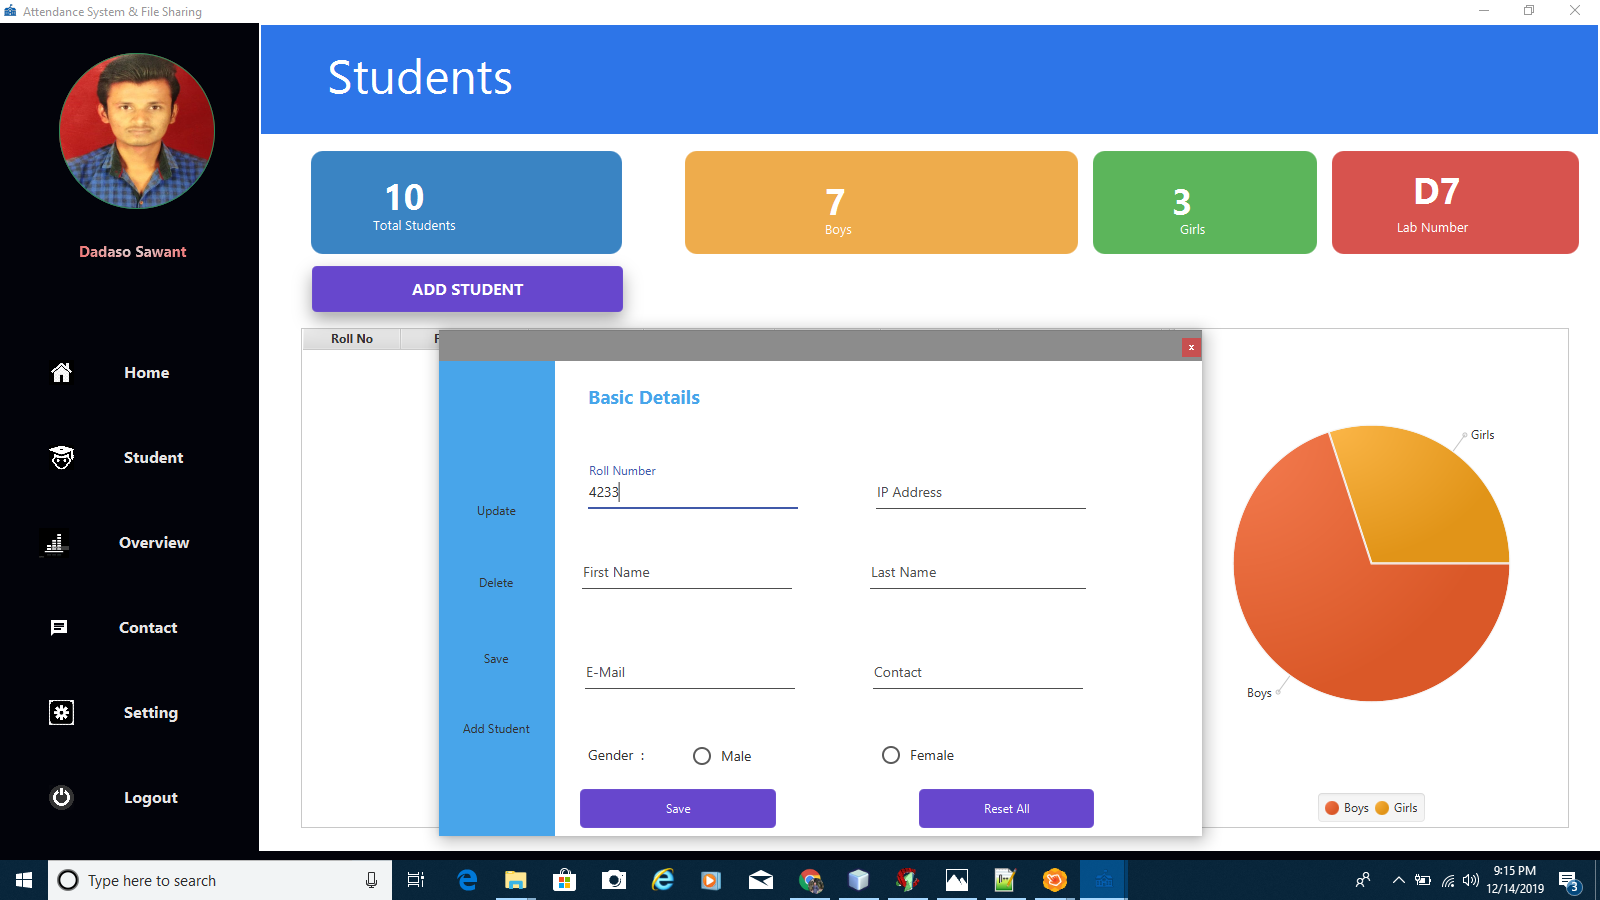 Attendance System & File Sharing
Students
10
Total Students
7
Boys
3
Girls
D7
Lab Number
Dadaso Sawant
Home
Student
Overview
Contact
Setting
Logout
ADD STUDENT
Roll No
x
Update
Delete
Save
Add Student
Basic Details
Roll Number
4233
IP Address
First Name
Last Name
E-Mail
Contact
Gender :
Male
Female
Save
Reset All
Girls
Boys
Boys
Girls
Type here to search
9:15 PM
12/14/2019
3